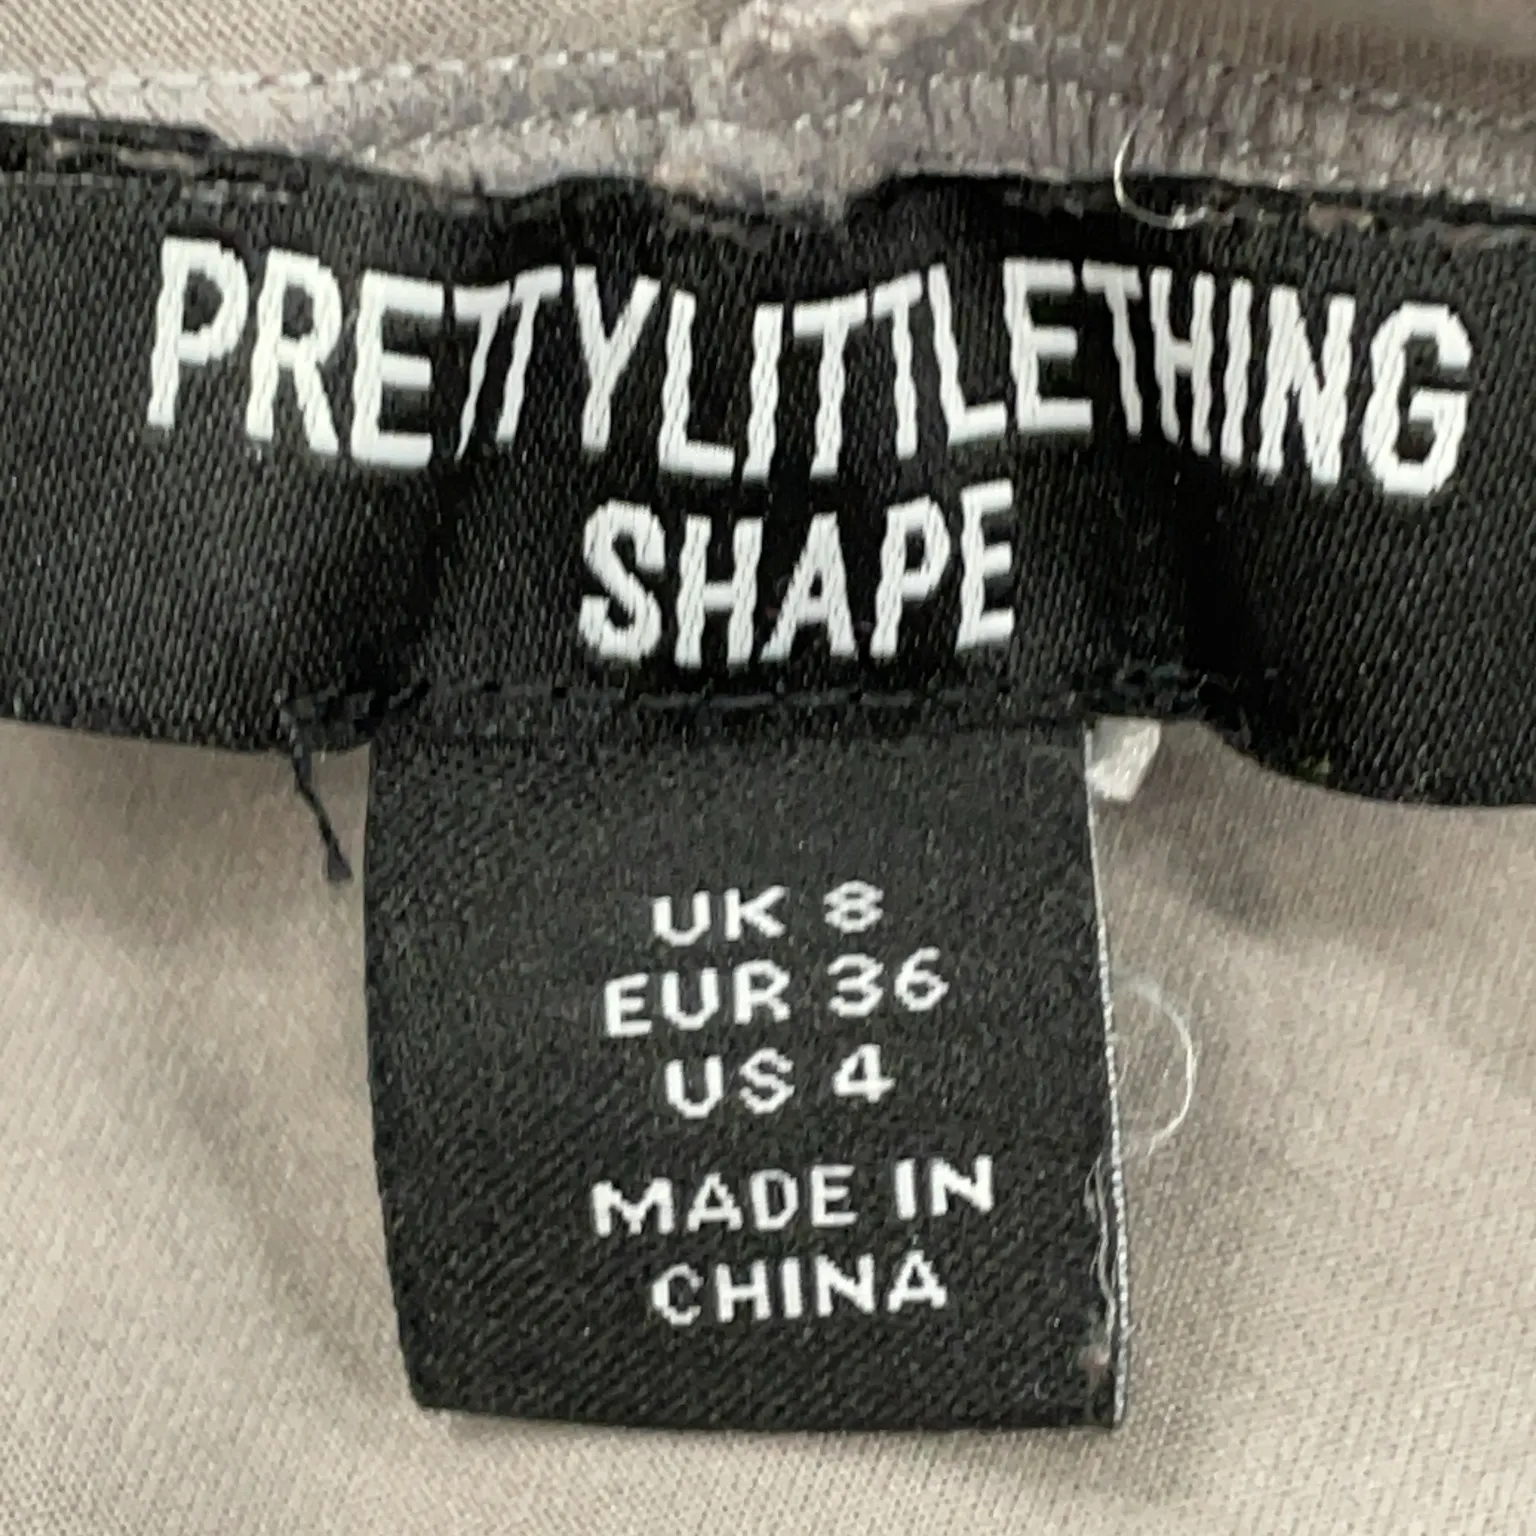 PRETTYLITTLETHING
SHAPE
UK 8
EUR 36
US 4
MADE IN
CHINA